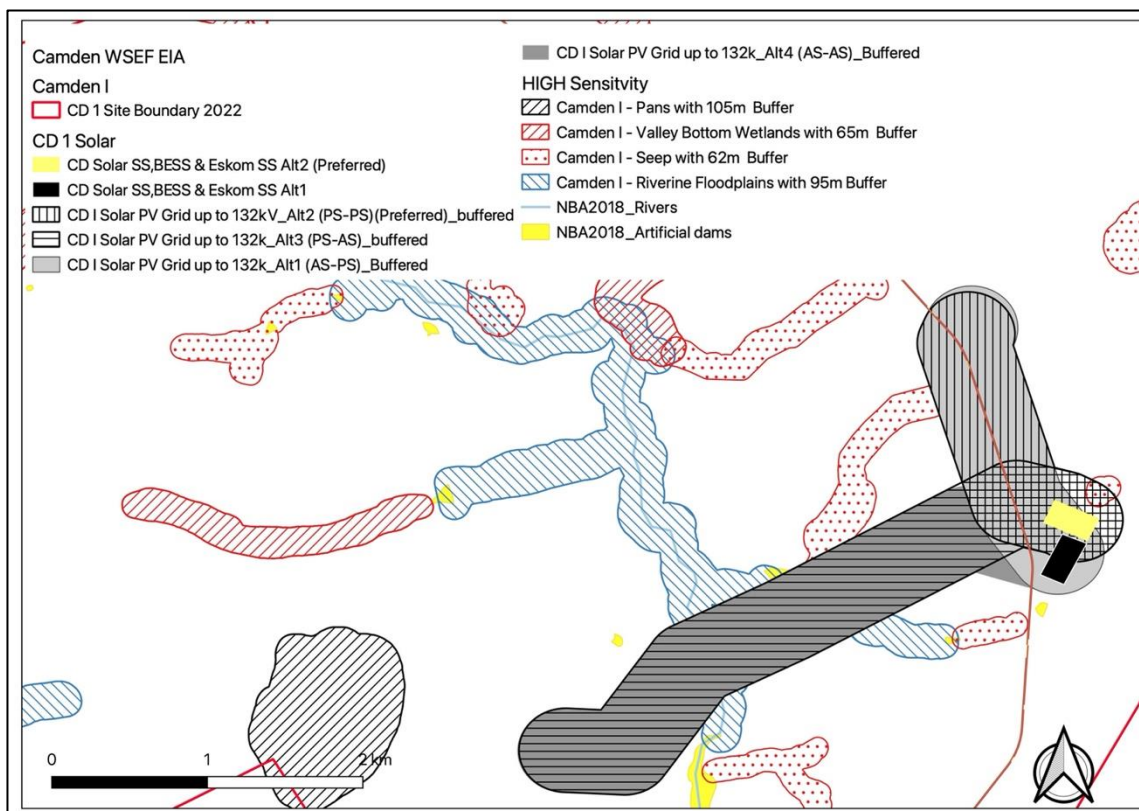 Camden WSEF EIA
Camden I
CD 1 Site Boundary 2022
CD 1 Solar
CD Solar SS,BESS & Eskom SS Alt2 (Preferred)
CD Solar SS,BESS & Eskom SS Alt1
CD I Solar PV Grid up to 132kV_Alt2 (PS-PS)(Preferred)_buffered
CD I Solar PV Grid up to 132k_Alt3 (PS-AS)_buffered
CD I Solar PV Grid up to 132k_Alt1 (AS-PS)_Buffered
CD I Solar PV Grid up to 132k_Alt4 (AS-AS)_Buffered
HIGH Sensitvity
Camden I - Pans with 105m Buffer
Camden I - Valley Bottom Wetlands with 65m Buffer
Camden I - Seep with 62m Buffer
Camden I - Riverine Floodplains with 95m Buffer
NBA2018_Rivers
NBA2018_Artificial dams
0 1 2 km